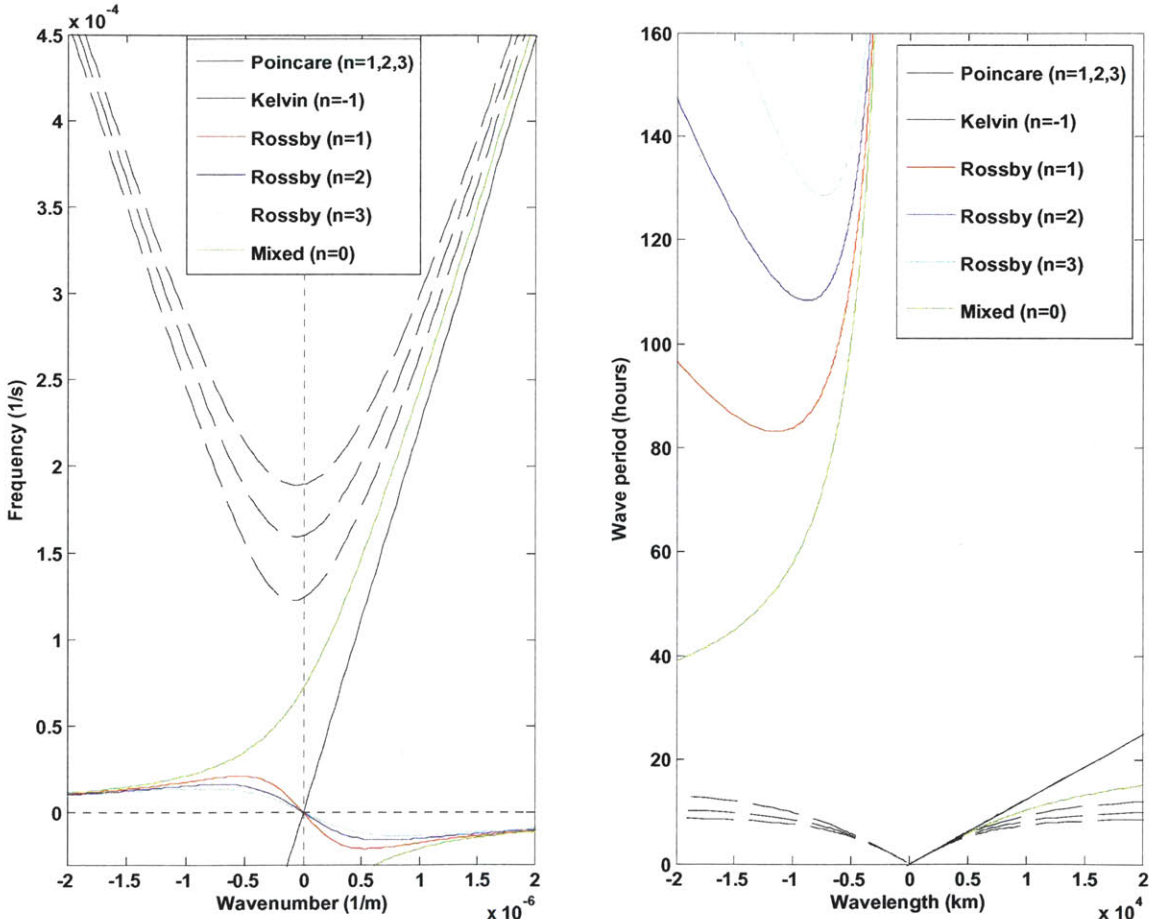 x 10⁻⁴
4.5
4
3.5
3
2.5
2
1.5
1
0.5
0
Frequency (1/s)
Poincare (n=1,2,3)
Kelvin (n=-1)
Rossby (n=1)
Rossby (n=2)
Rossby (n=3)
Mixed (n=0)
-2 -1.5 -1 -0.5 0 0.5 1 1.5 2
Wavenumber (1/m)
x 10⁻⁶
160
140
120
100
80
60
40
20
0
Wave period (hours)
Poincare (n=1,2,3)
Kelvin (n=-1)
Rossby (n=1)
Rossby (n=2)
Rossby (n=3)
Mixed (n=0)
-2 -1.5 -1 -0.5 0 0.5 1 1.5 2
Wavelength (km)
x 10⁴